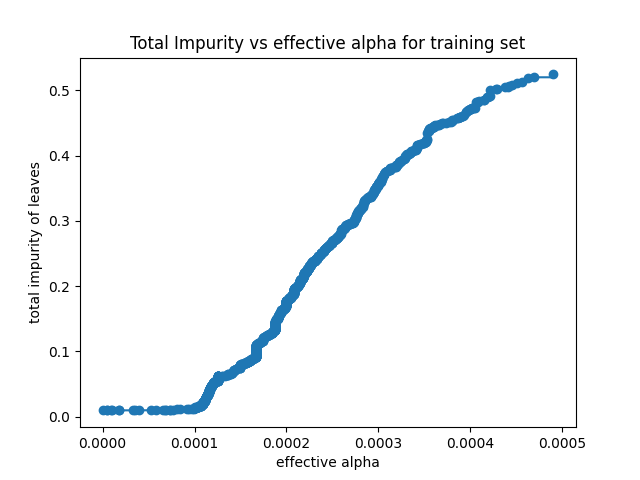 Total Impurity vs effective alpha for training set
total impurity of leaves
0.5
0.4
0.3
0.2
0.1
0.0
0.0000 0.0001 0.0002 0.0003 0.0004 0.0005
effective alpha